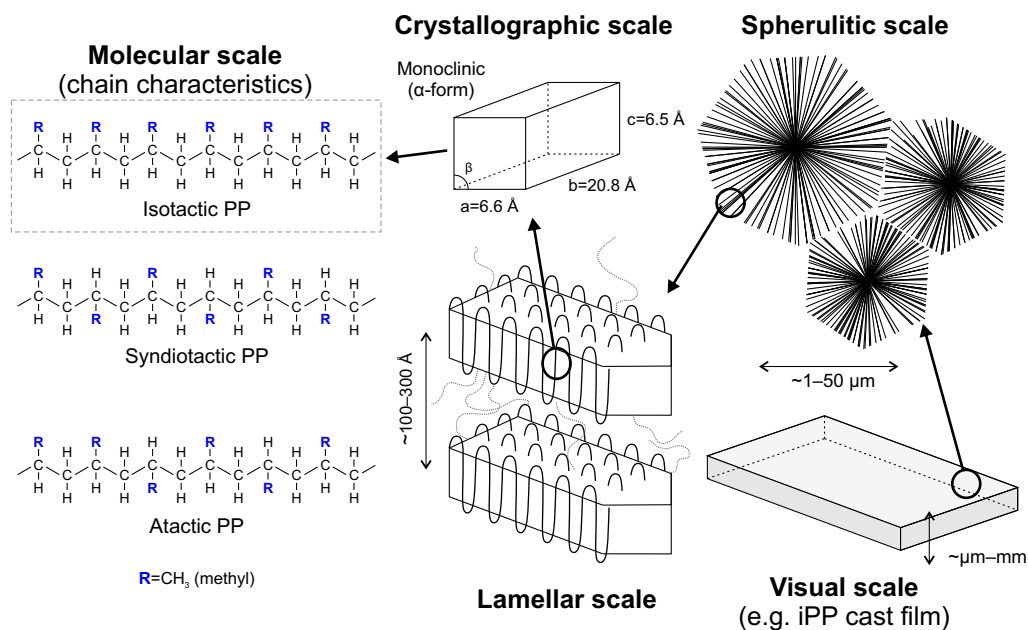 Molecular scale
(chain characteristics)
R H R H R H R H R H R H
C C C C C C C C C C C C
H H H H H H H H H H H H
Isotactic PP
R H H H R H H H R H H H
C C C C C C C C C C C C
H H R H H H R H H H R H
Syndiotactic PP
R H R H H H R H H H R H
C C C C C C C C C C C C
H H H H R H H H R H H H
Atactic PP
R=CH₃ (methyl)
Crystallographic scale
Monoclinic
(α-form)
c=6.5 Å
β
b=20.8 Å
a=6.6 Å
~100–300 Å
Lamellar scale
Spherulitic scale
~1–50 µm
~µm–mm
Visual scale
(e.g. iPP cast film)